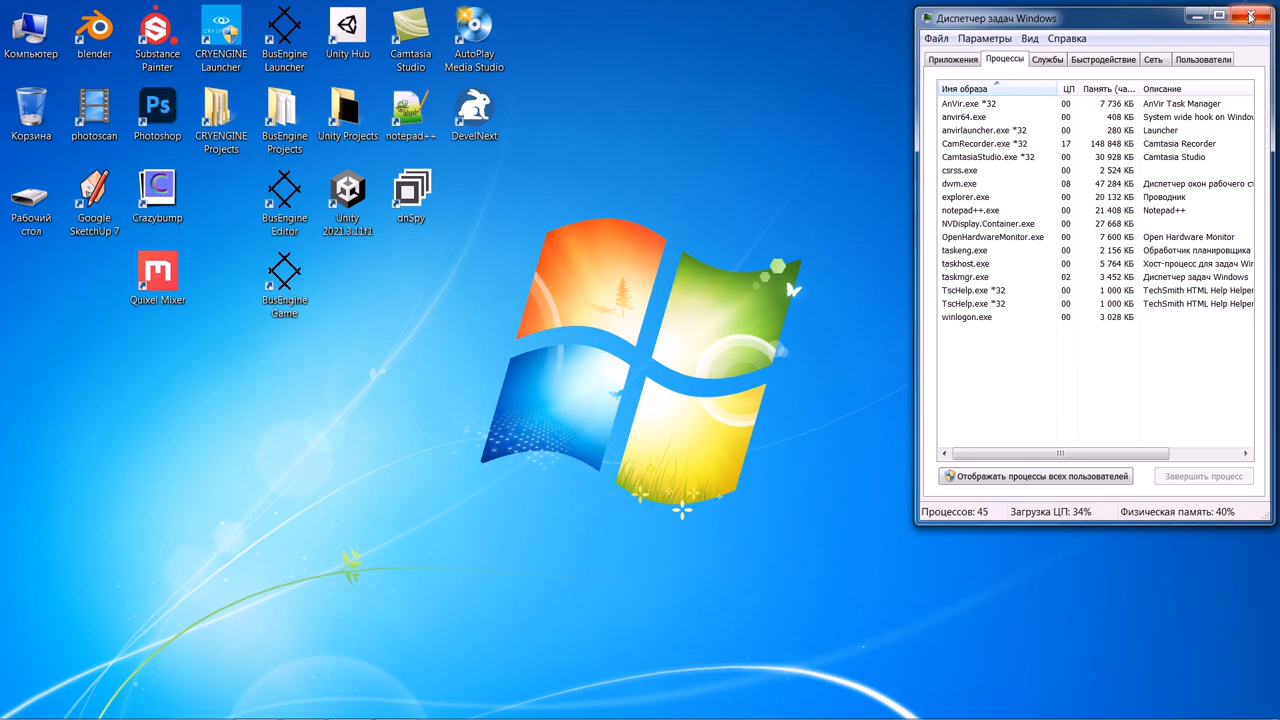 Компьютер
blender
Substance Painter
CRYENGINE Launcher
BusEngine Launcher
Unity Hub
Camtasia Studio
AutoPlay Media Studio
Корзина
photoscan
Photoshop
CRYENGINE Projects
BusEngine Projects
Unity Projects
notepad++
DevelNext
Рабочий стол
Google SketchUp 7
Crazybump
BusEngine Editor
Unity 2021.3.11f1
dnSpy
Quixel Mixer
BusEngine Game
Диспетчер задач Windows
Файл Параметры Вид Справка
Приложения Процессы Службы Быстродействие Сеть Пользователи
Имя образа ЦП Память (ча... Описание
AnVir.exe *32 00 7 736 КБ AnVir Task Manager
anvir64.exe 00 408 КБ System wide hook on Windov
anvirlauncher.exe *32 00 280 КБ Launcher
CamRecorder.exe *32 17 148 848 КБ Camtasia Recorder
CamtasiaStudio.exe *32 00 30 928 КБ Camtasia Studio
csrss.exe 00 2 524 КБ
dwm.exe 08 47 284 КБ Диспетчер окон рабочего ст
explorer.exe 00 20 132 КБ Проводник
notepad++.exe 00 21 408 КБ Notepad++
NVDisplay.Container.exe 00 27 668 КБ
OpenHardwareMonitor.exe 00 7 600 КБ Open Hardware Monitor
taskeng.exe 00 2 156 КБ Обработчик планировщика
taskhost.exe 00 5 764 КБ Хост-процесс для задач Wir
taskmgr.exe 02 3 452 КБ Диспетчер задач Windows
TscHelp.exe *32 00 1 000 КБ TechSmith HTML Help Helper
TscHelp.exe *32 00 1 000 КБ TechSmith HTML Help Helper
winlogon.exe 00 3 028 КБ
Отображать процессы всех пользователей Завершить процесс
Процессов: 45 Загрузка ЦП: 34% Физическая память: 40%